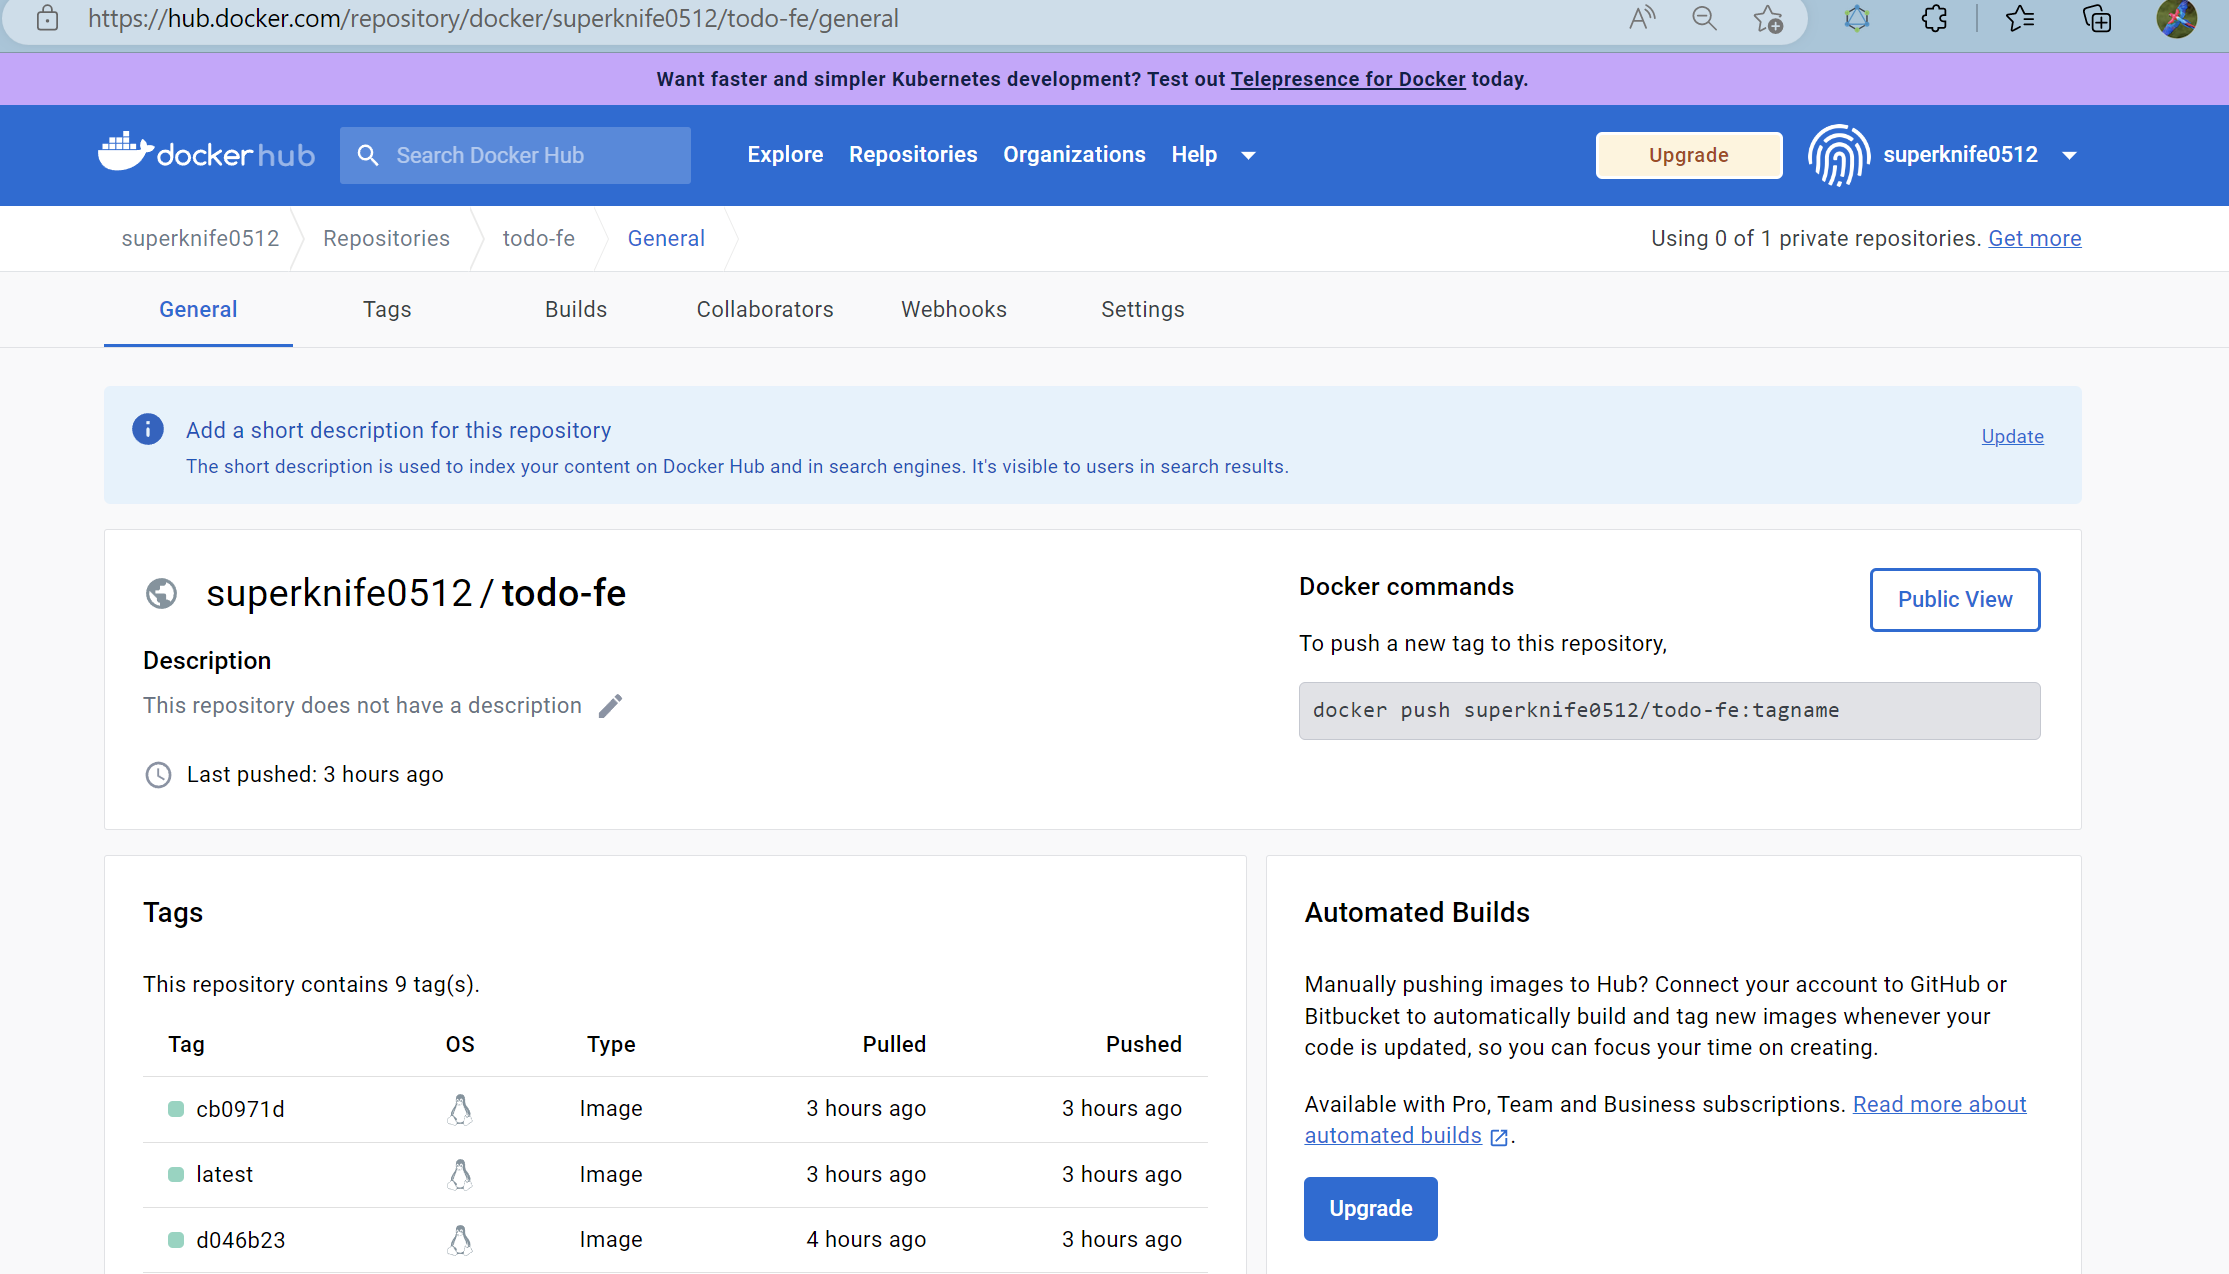 https://hub.docker.com/repository/docker/superknife0512/todo-fe/general
Want faster and simpler Kubernetes development? Test out Telepresence for Docker today.
dockerhub
Search Docker Hub
Explore Repositories Organizations Help
Upgrade
superknife0512
superknife0512 Repositories todo-fe General
Using 0 of 1 private repositories. Get more
General Tags Builds Collaborators Webhooks Settings
Add a short description for this repository
The short description is used to index your content on Docker Hub and in search engines. It's visible to users in search results.
Update
superknife0512 / todo-fe
Description
This repository does not have a description
Last pushed: 3 hours ago
Docker commands
Public View
To push a new tag to this repository,
docker push superknife0512/todo-fe:tagname
Tags
This repository contains 9 tag(s).
Tag OS Type Pulled Pushed
cb0971d Image 3 hours ago 3 hours ago
latest Image 3 hours ago 3 hours ago
d046b23 Image 4 hours ago 3 hours ago
Automated Builds
Manually pushing images to Hub? Connect your account to GitHub or
Bitbucket to automatically build and tag new images whenever your
code is updated, so you can focus your time on creating.
Available with Pro, Team and Business subscriptions. Read more about
automated builds .
Upgrade